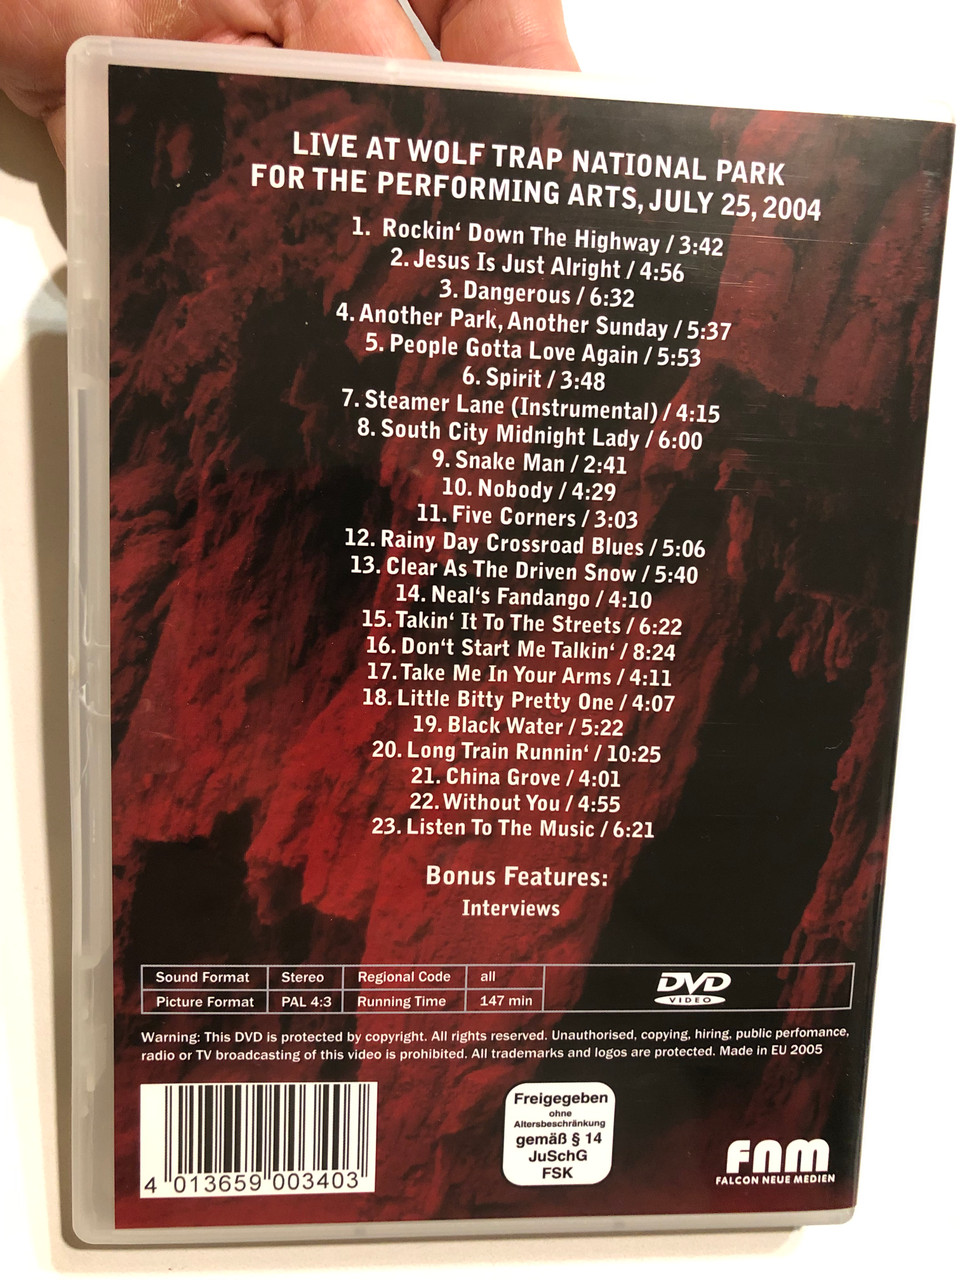 LIVE AT WOLF TRAP NATIONAL PARK
FOR THE PERFORMING ARTS, JULY 25, 2004
1. Rockin‘ Down The Highway / 3:42
2. Jesus Is Just Alright / 4:56
3. Dangerous / 6:32
4. Another Park, Another Sunday / 5:37
5. People Gotta Love Again / 5:53
6. Spirit / 3:48
7. Steamer Lane (Instrumental) / 4:15
8. South City Midnight Lady / 6:00
9. Snake Man / 2:41
10. Nobody / 4:29
11. Five Corners / 3:03
12. Rainy Day Crossroad Blues / 5:06
13. Clear As The Driven Snow / 5:40
14. Neal‘s Fandango / 4:10
15. Takin‘ It To The Streets / 6:22
16. Don‘t Start Me Talkin‘ / 8:24
17. Take Me In Your Arms / 4:11
18. Little Bitty Pretty One / 4:07
19. Black Water / 5:22
20. Long Train Runnin‘ / 10:25
21. China Grove / 4:01
22. Without You / 4:55
23. Listen To The Music / 6:21
Bonus Features:
Interviews
Sound Format Stereo Regional Code all
Picture Format PAL 4:3 Running Time 147 min
DVD
VIDEO
Warning: This DVD is protected by copyright. All rights reserved. Unauthorised, copying, hiring, public perfomance,
radio or TV broadcasting of this video is prohibited. All trademarks and logos are protected. Made in EU 2005
4 013659 003403
Freigegeben
ohne
Altersbeschränkung
gemäß § 14
JuSchG
FSK
FNM
FALCON NEUE MEDIEN